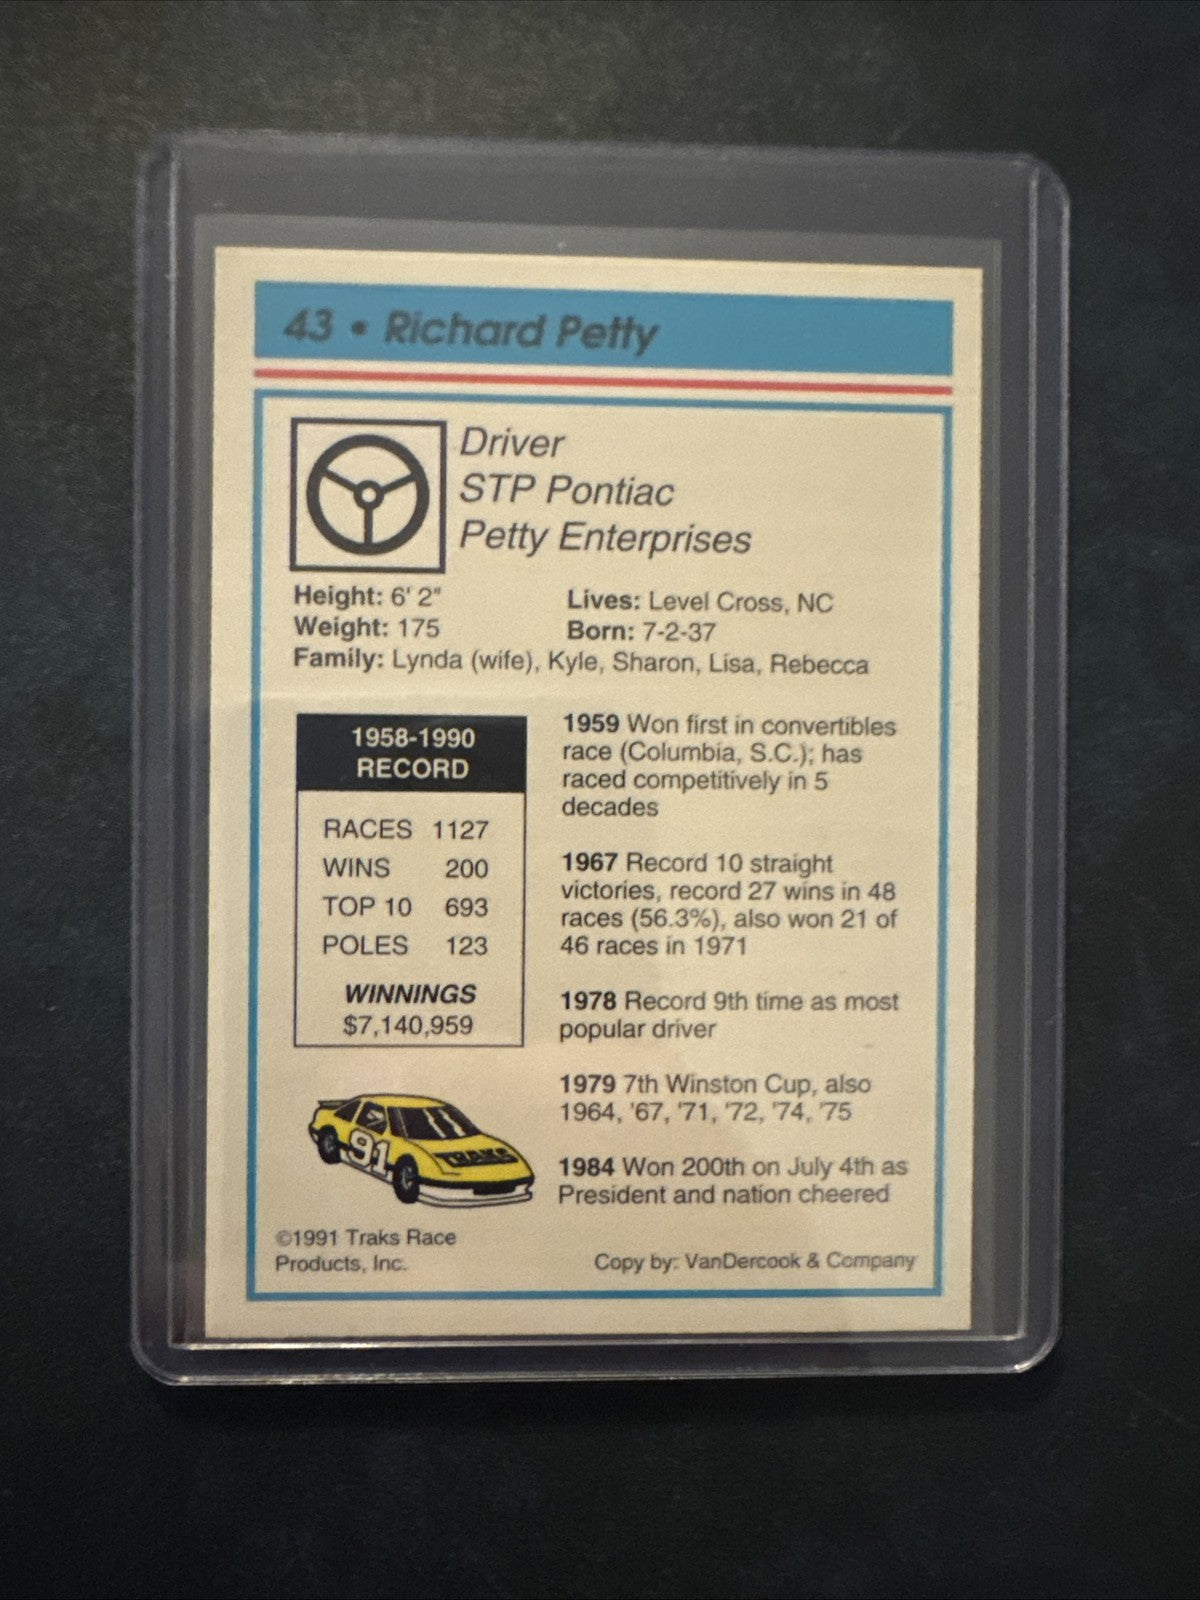 43 • Richard Petty
Driver
STP Pontiac
Petty Enterprises
Height: 6' 2"
Weight: 175
Lives: Level Cross, NC
Born: 7-2-37
Family: Lynda (wife), Kyle, Sharon, Lisa, Rebecca
1958-1990
RECORD
RACES 1127
WINS 200
TOP 10 693
POLES 123
WINNINGS
$7,140,959
1959 Won first in convertibles
race (Columbia, S.C.); has
raced competitively in 5
decades
1967 Record 10 straight
victories, record 27 wins in 48
races (56.3%), also won 21 of
46 races in 1971
1978 Record 9th time as most
popular driver
1979 7th Winston Cup, also
1964, '67, '71, '72, '74, '75
1984 Won 200th on July 4th as
President and nation cheered
91
TRAKS
©1991 Traks Race
Products, Inc.
Copy by: VanDercook & Company